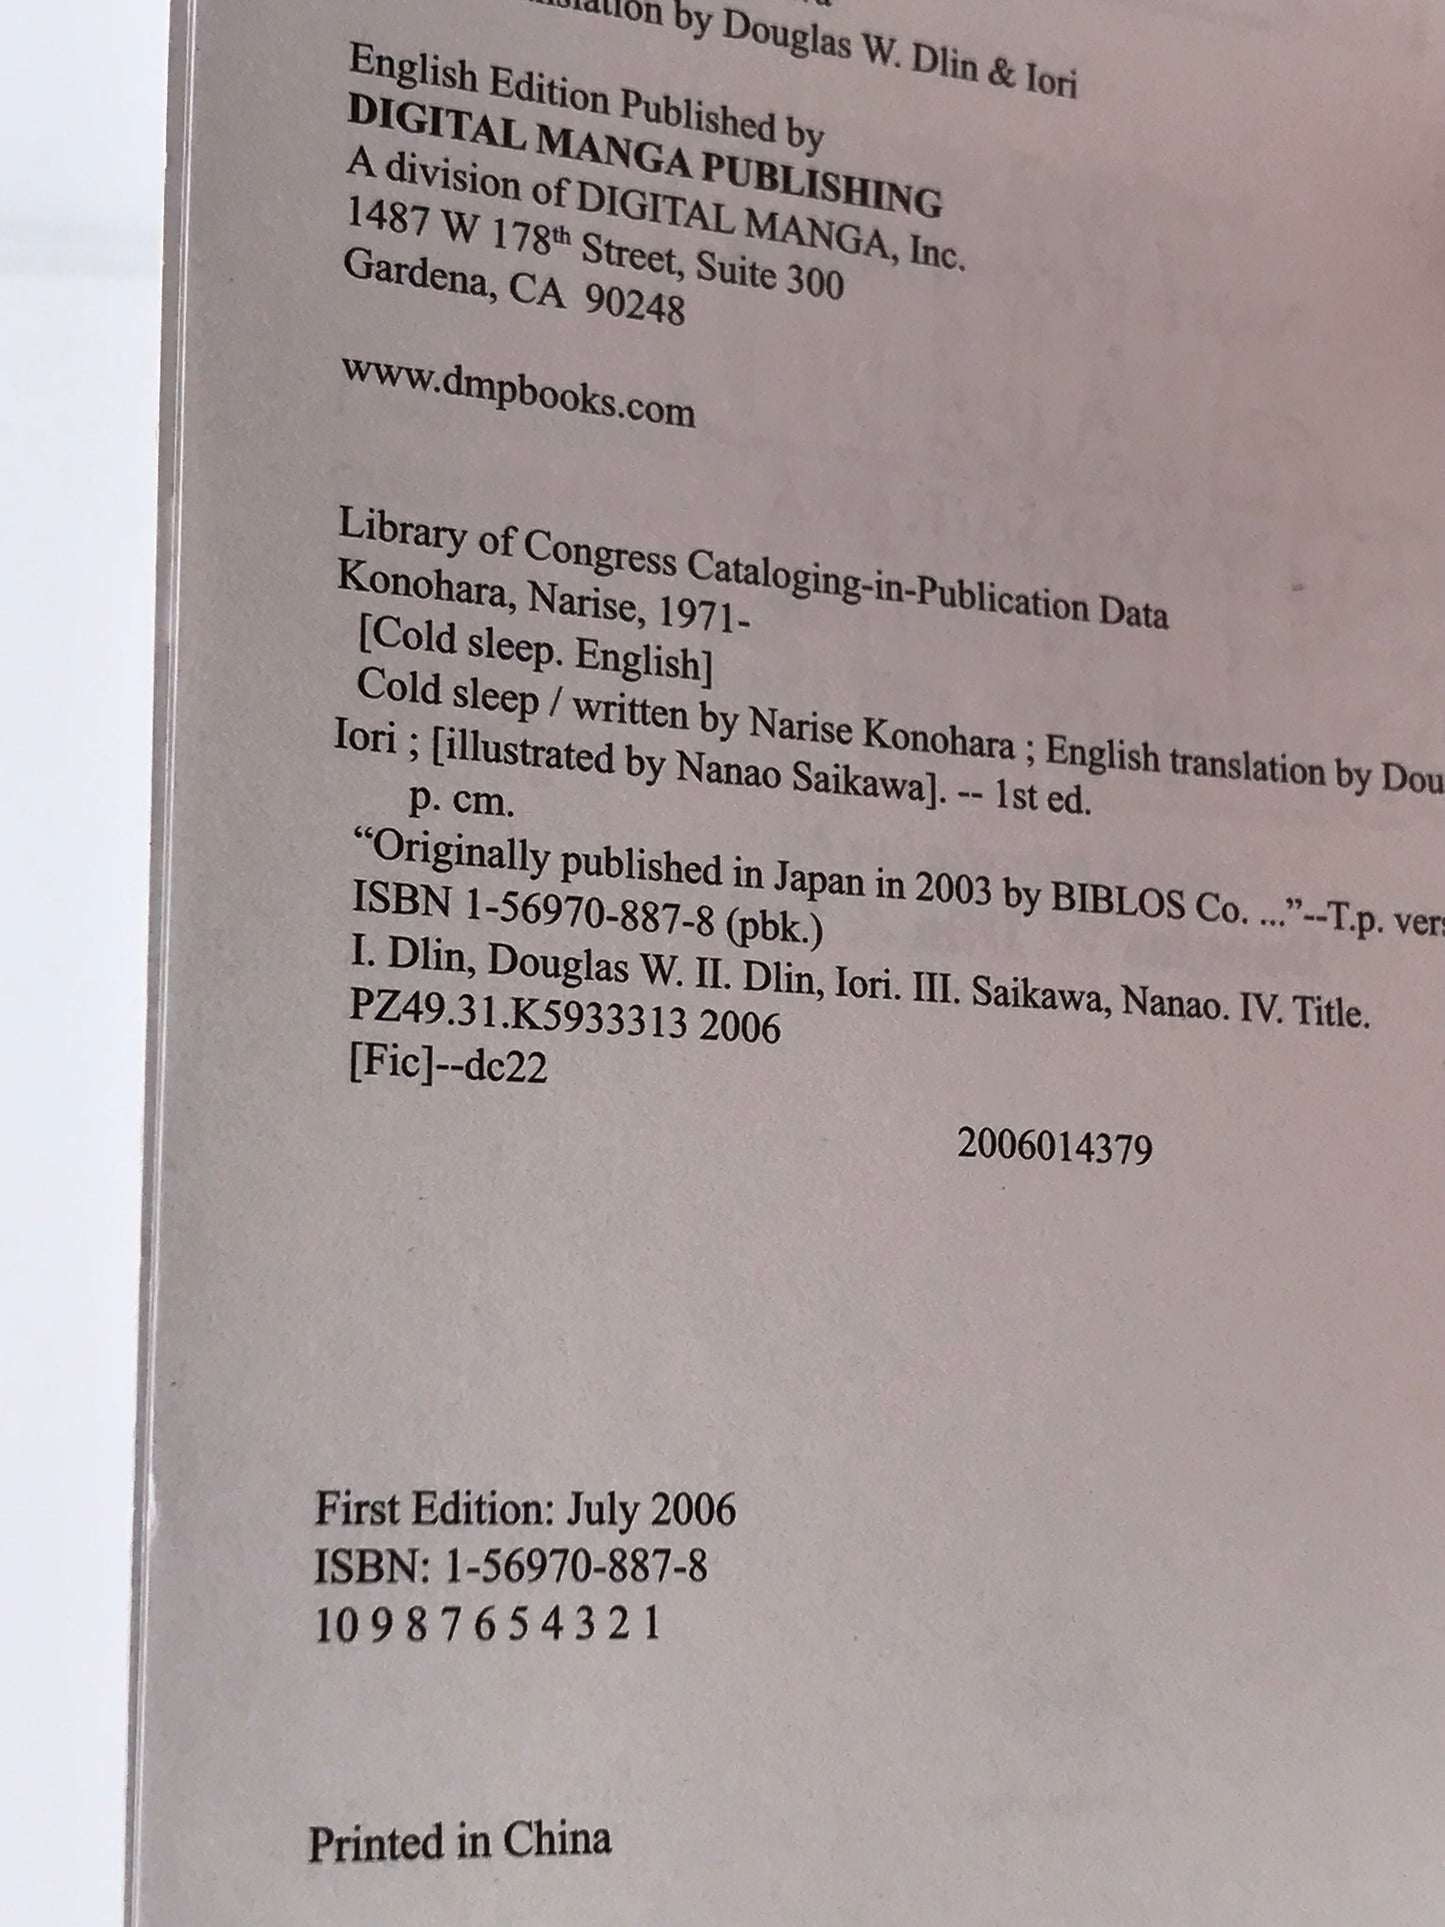 by Douglas W. Dlin & Iori
English Edition Published by
DIGITAL MANGA PUBLISHING
A division of DIGITAL MANGA, Inc.
1487 W 178th Street, Suite 300
Gardena, CA 90248
www.dmpbooks.com
Library of Congress Cataloging-in-Publication Data
Konohara, Narise, 1971-
[Cold sleep. English]
Cold sleep / written by Narise Konohara ; English translation by Dou
Iori ; [illustrated by Nanao Saikawa]. -- 1st ed.
p. cm.
“Originally published in Japan in 2003 by BIBLOS Co. ...”--T.p. vers
ISBN 1-56970-887-8 (pbk.)
I. Dlin, Douglas W. II. Dlin, Iori. III. Saikawa, Nanao. IV. Title.
PZ49.31.K5933313 2006
[Fic]--dc22
2006014379
First Edition: July 2006
ISBN: 1-56970-887-8
10 9 8 7 6 5 4 3 2 1
Printed in China